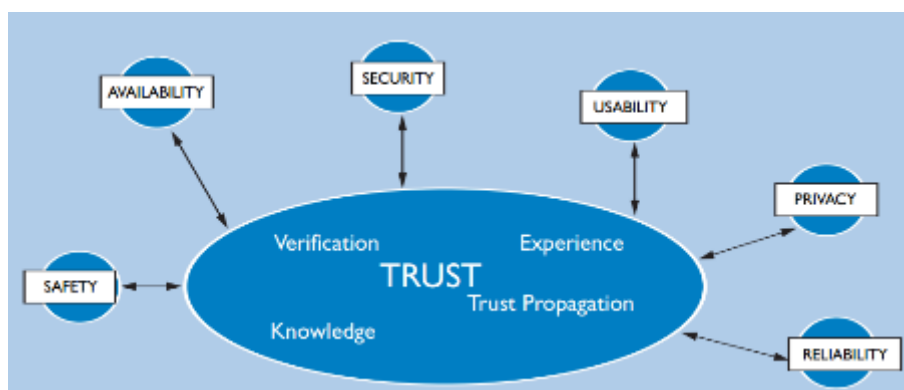 SECURITY
AVAILABILITY
USABILITY
PRIVACY
Verification
Experience
TRUST
SAFETY
Trust Propagation
Knowledge
RELIABILITY